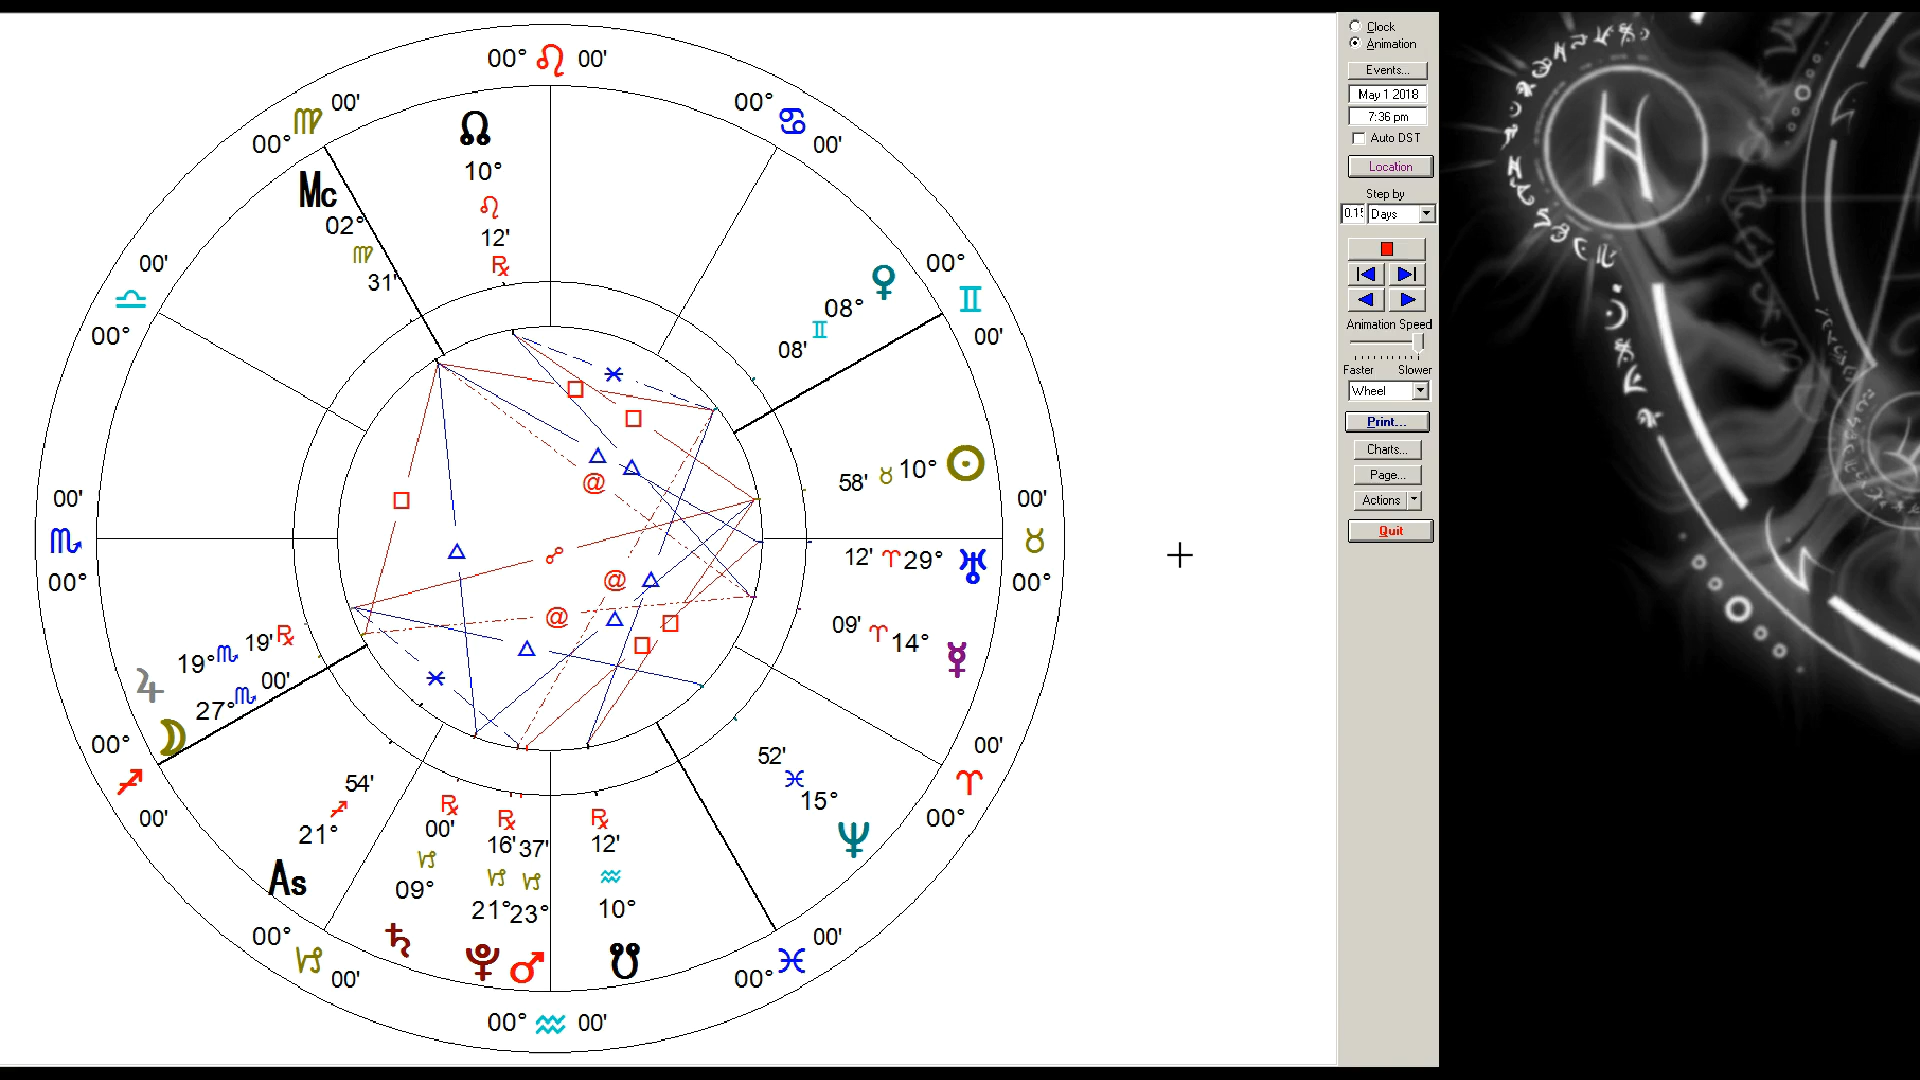 00° ♌ 00'
00° ♍ 00'
00° ♋ 00'
Mc
02°
♍
31'
☊
10°
♌
12'
℞
00'
♎
00°
♀
08°
♊
08'
00°
♊
00'
58' ♉ 10° ☉
00'
♏
00°
00'
♉
00°
12' ♈ 29° ♅
09' ♈ 14° ☿
♃ 19° ♏ 19' ℞
☽ 27° ♏ 00'
00°
♐
00'
As
21°
♐
54'
℞
00'
♑
09°
♄
℞
16'
♑
21°
♇
37'
♑
23°
♂
℞
12'
♒
10°
☋
52'
♓
15°
♆
00'
♈
00°
00° ♑ 00'
00° ♒ 00'
00° ♓ 00'
Clock
Animation
Events...
May 1 2018
7:36 pm
Auto DST
Location
Step by
Days
Animation Speed
Faster Slower
Wheel
Print...
Charts...
Page...
Actions
Quit